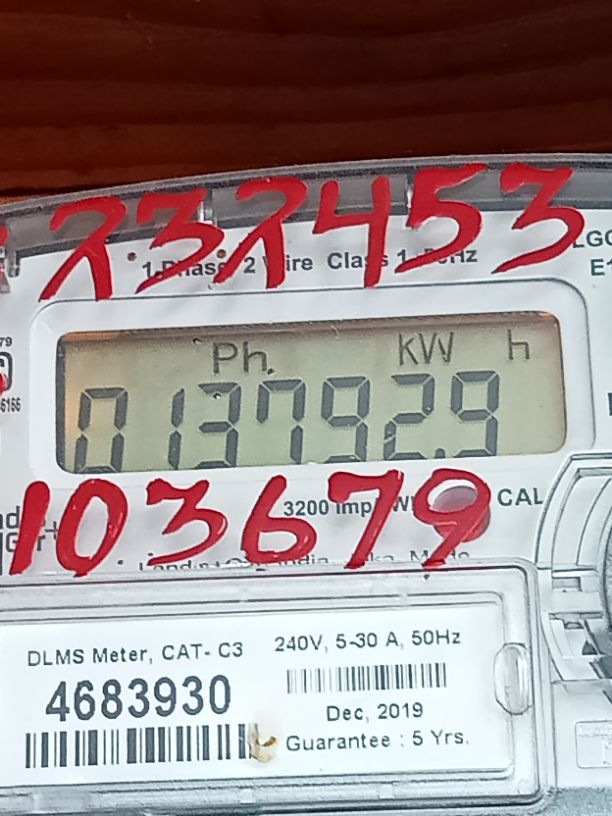 232453
1 Phase 2 Wire Class 1 50Hz
Ph. KW h
013792.9
103679
3200 imp CAL
DLMS Meter, CAT- C3
240V, 5-30 A, 50Hz
4683930
Dec, 2019
Guarantee : 5 Yrs.